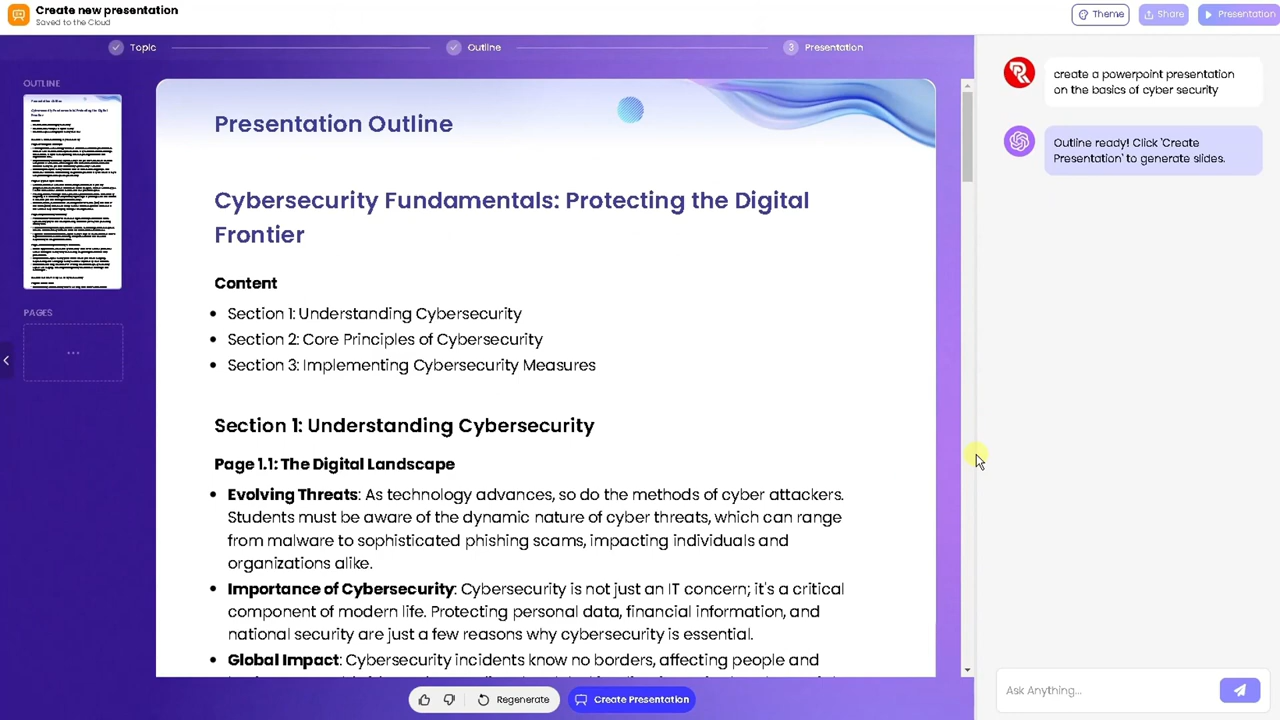 Create new presentation
Saved to the Cloud
Theme
Share
Presentation
Topic
Outline
3 Presentation
OUTLINE
PAGES
Presentation Outline
Cybersecurity Fundamentals: Protecting the Digital
Frontier
Content
• Section 1: Understanding Cybersecurity
• Section 2: Core Principles of Cybersecurity
• Section 3: Implementing Cybersecurity Measures
Section 1: Understanding Cybersecurity
Page 1.1: The Digital Landscape
• Evolving Threats: As technology advances, so do the methods of cyber attackers.
Students must be aware of the dynamic nature of cyber threats, which can range
from malware to sophisticated phishing scams, impacting individuals and
organizations alike.
• Importance of Cybersecurity: Cybersecurity is not just an IT concern; it's a critical
component of modern life. Protecting personal data, financial information, and
national security are just a few reasons why cybersecurity is essential.
• Global Impact: Cybersecurity incidents know no borders, affecting people and
Regenerate
Create Presentation
create a powerpoint presentation
on the basics of cyber security
Outline ready! Click 'Create
Presentation' to generate slides.
Ask Anything...